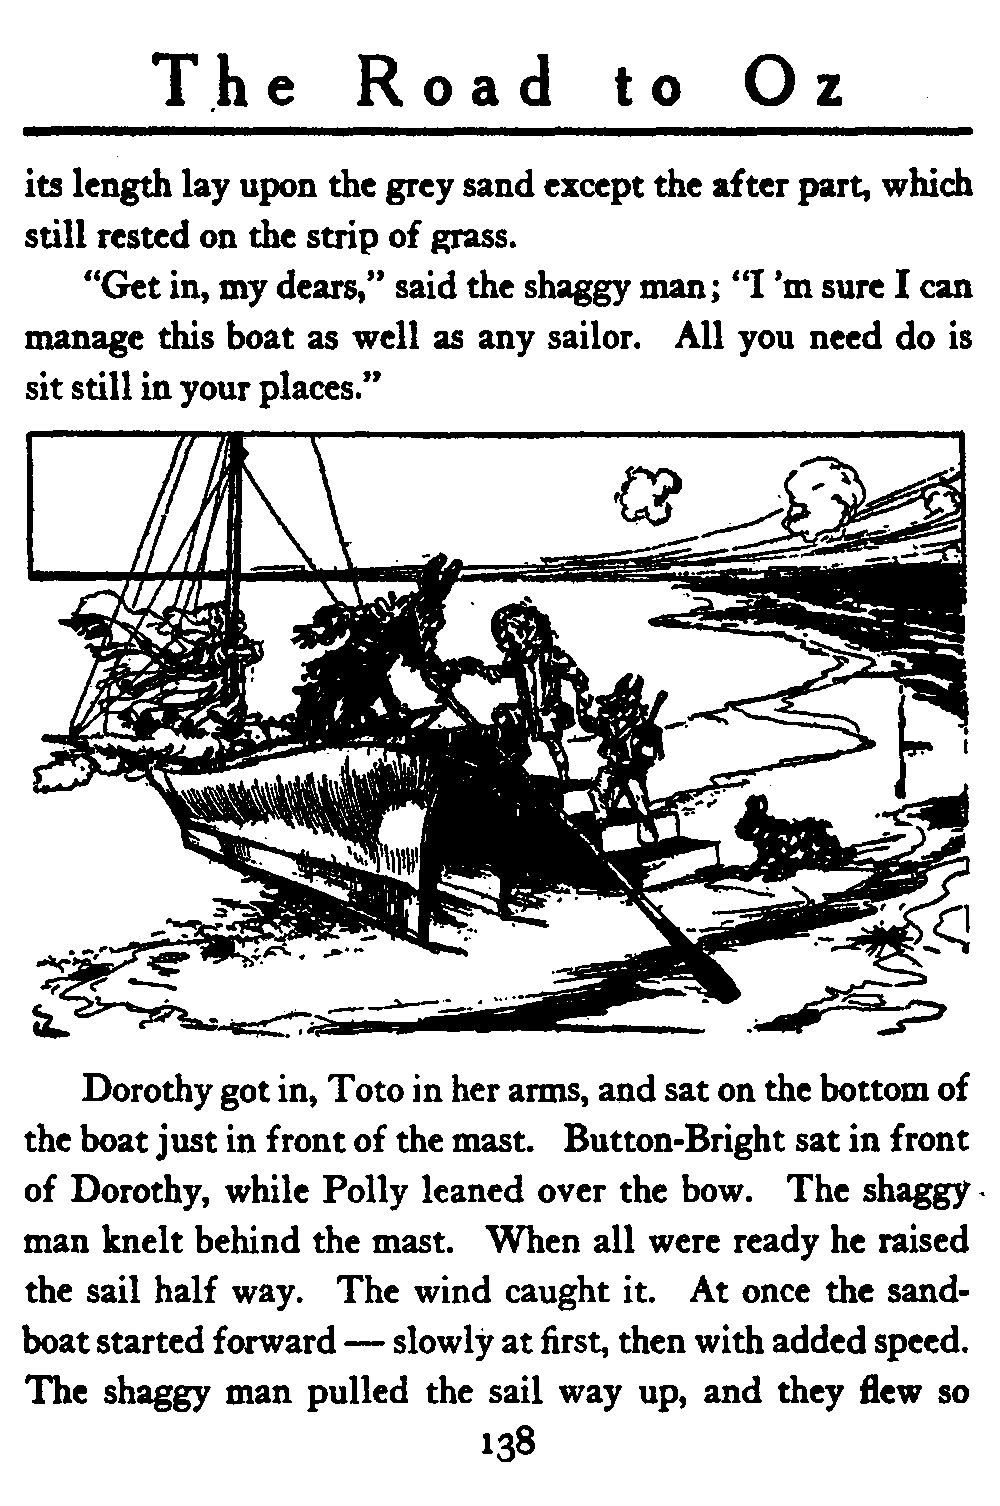 The Road to Oz
its length lay upon the grey sand except the after part, which
still rested on the strip of grass.
“Get in, my dears,” said the shaggy man; “I ’m sure I can
manage this boat as well as any sailor. All you need do is
sit still in your places.”
Dorothy got in, Toto in her arms, and sat on the bottom of
the boat just in front of the mast. Button-Bright sat in front
of Dorothy, while Polly leaned over the bow. The shaggy
man knelt behind the mast. When all were ready he raised
the sail half way. The wind caught it. At once the sand-
boat started forward — slowly at first, then with added speed.
The shaggy man pulled the sail way up, and they flew so
138